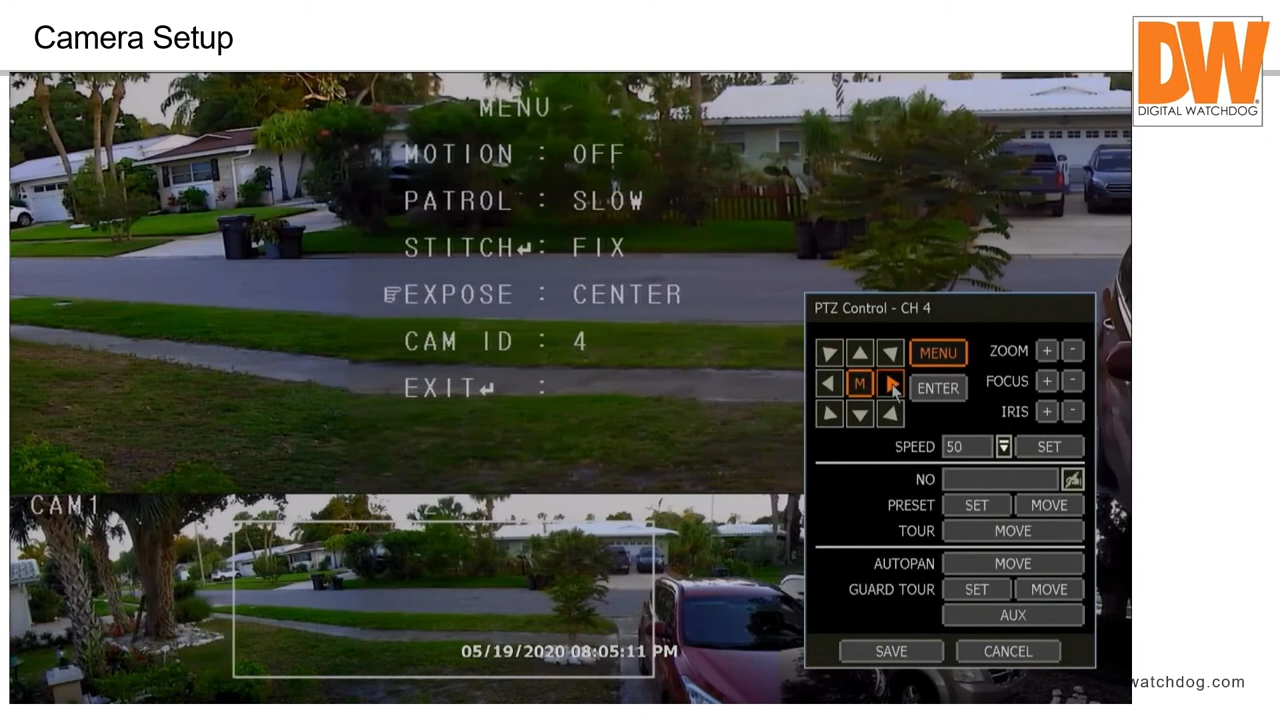 Camera Setup
DW
DIGITAL WATCHDOG®
MENU
MOTION : OFF
PATROL : SLOW
STITCH↵: FIX
☞EXPOSE : CENTER
CAM ID : 4
EXIT↵ :
PTZ Control - CH 4
MENU
ZOOM + -
M
ENTER
FOCUS + -
IRIS + -
SPEED 50 SET
NO
PRESET SET MOVE
TOUR MOVE
AUTOPAN MOVE
GUARD TOUR SET MOVE
AUX
SAVE CANCEL
CAM1
05/19/2020 08:05:11 PM
watchdog.com